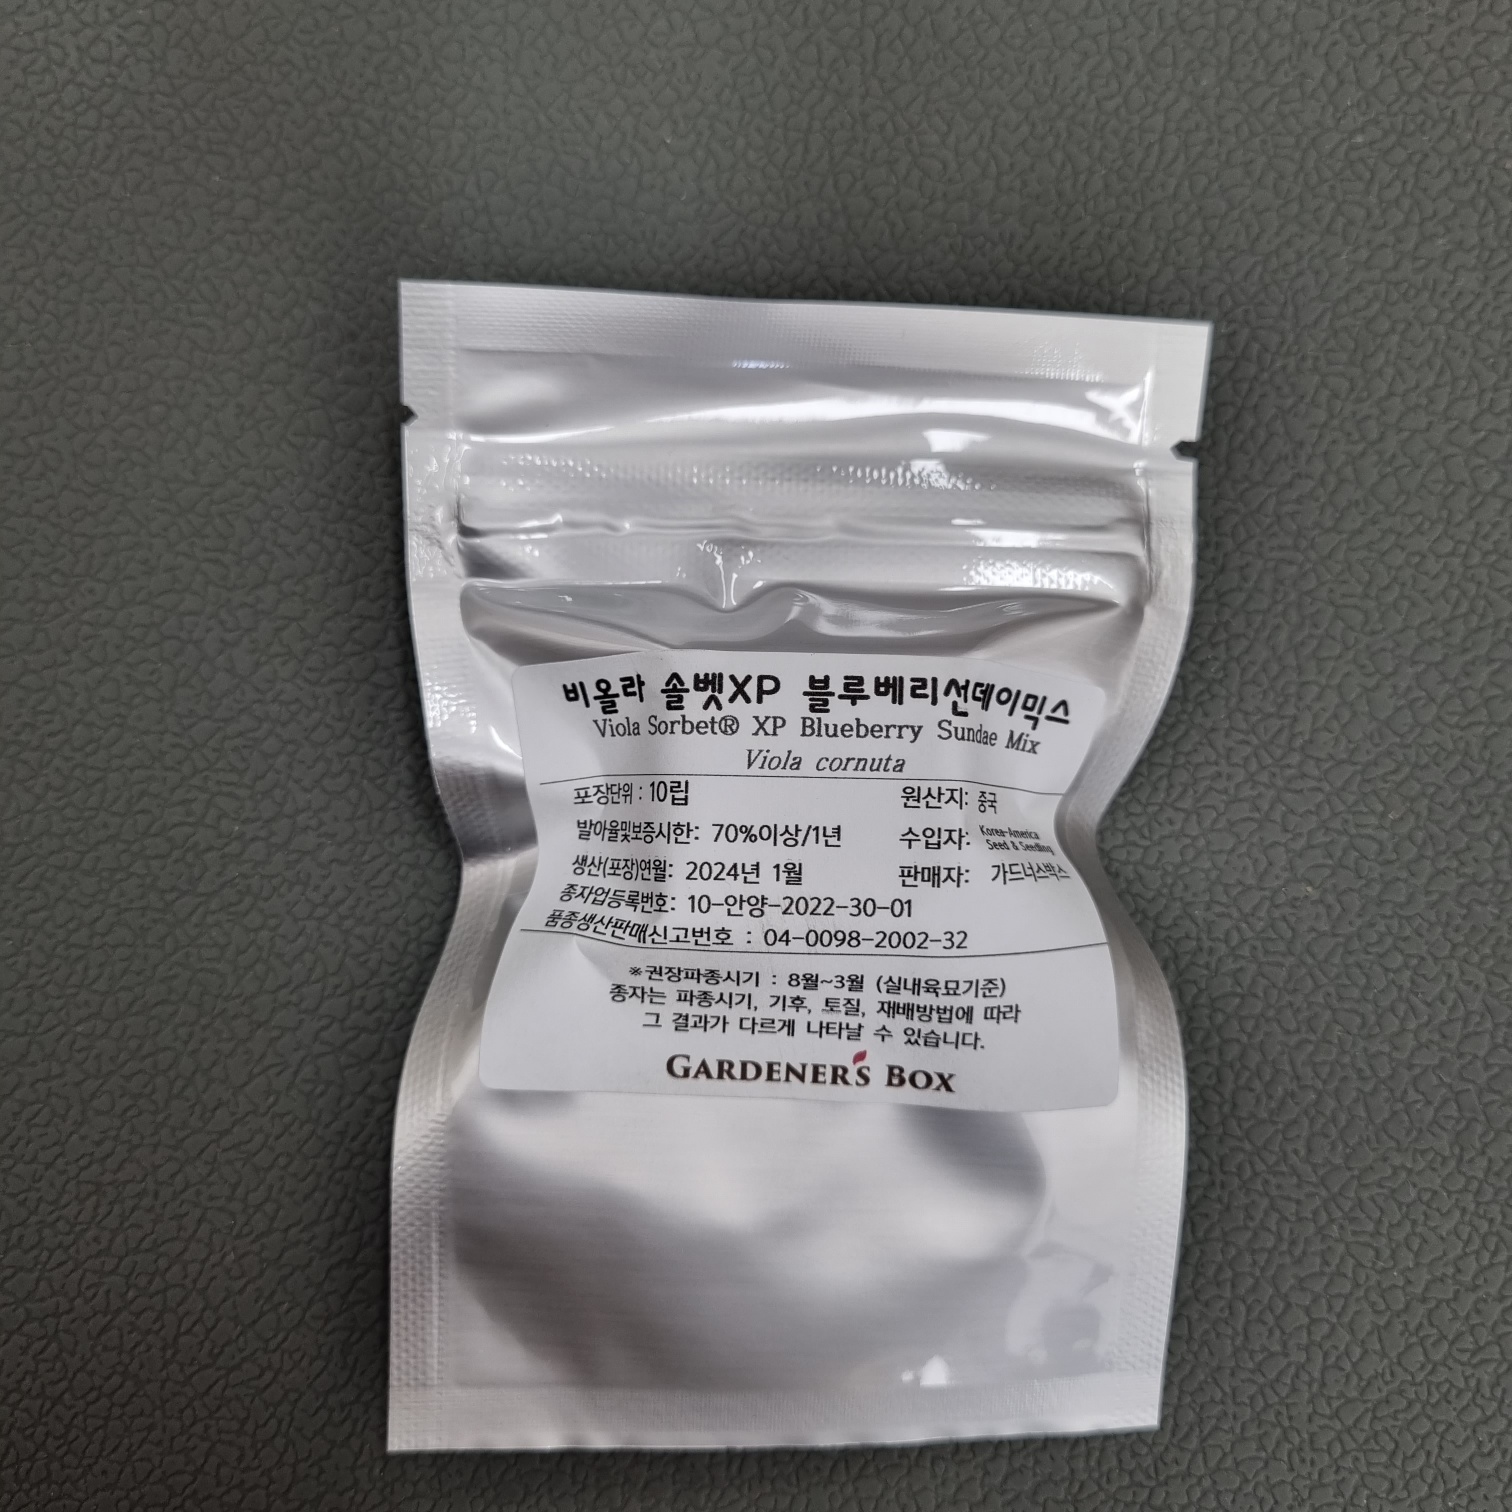 비올라 솔벳XP 블루베리선데이믹스
Viola Sorbet® XP Blueberry Sundae Mix
Viola cornuta
포장단위 : 10립 원산지: 중국
발아율및보증시한: 70%이상/1년 수입자: Korea-America Seed & Seedling
생산(포장)연월: 2024년 1월 판매자: 가드너스박스
종자업등록번호: 10-안양-2022-30-01
품종생산판매신고번호 : 04-0098-2002-32
※권장파종시기 : 8월~3월 (실내육묘기준)
종자는 파종시기, 기후, 토질, 재배방법에 따라
그 결과가 다르게 나타날 수 있습니다.
GARDENER'S BOX